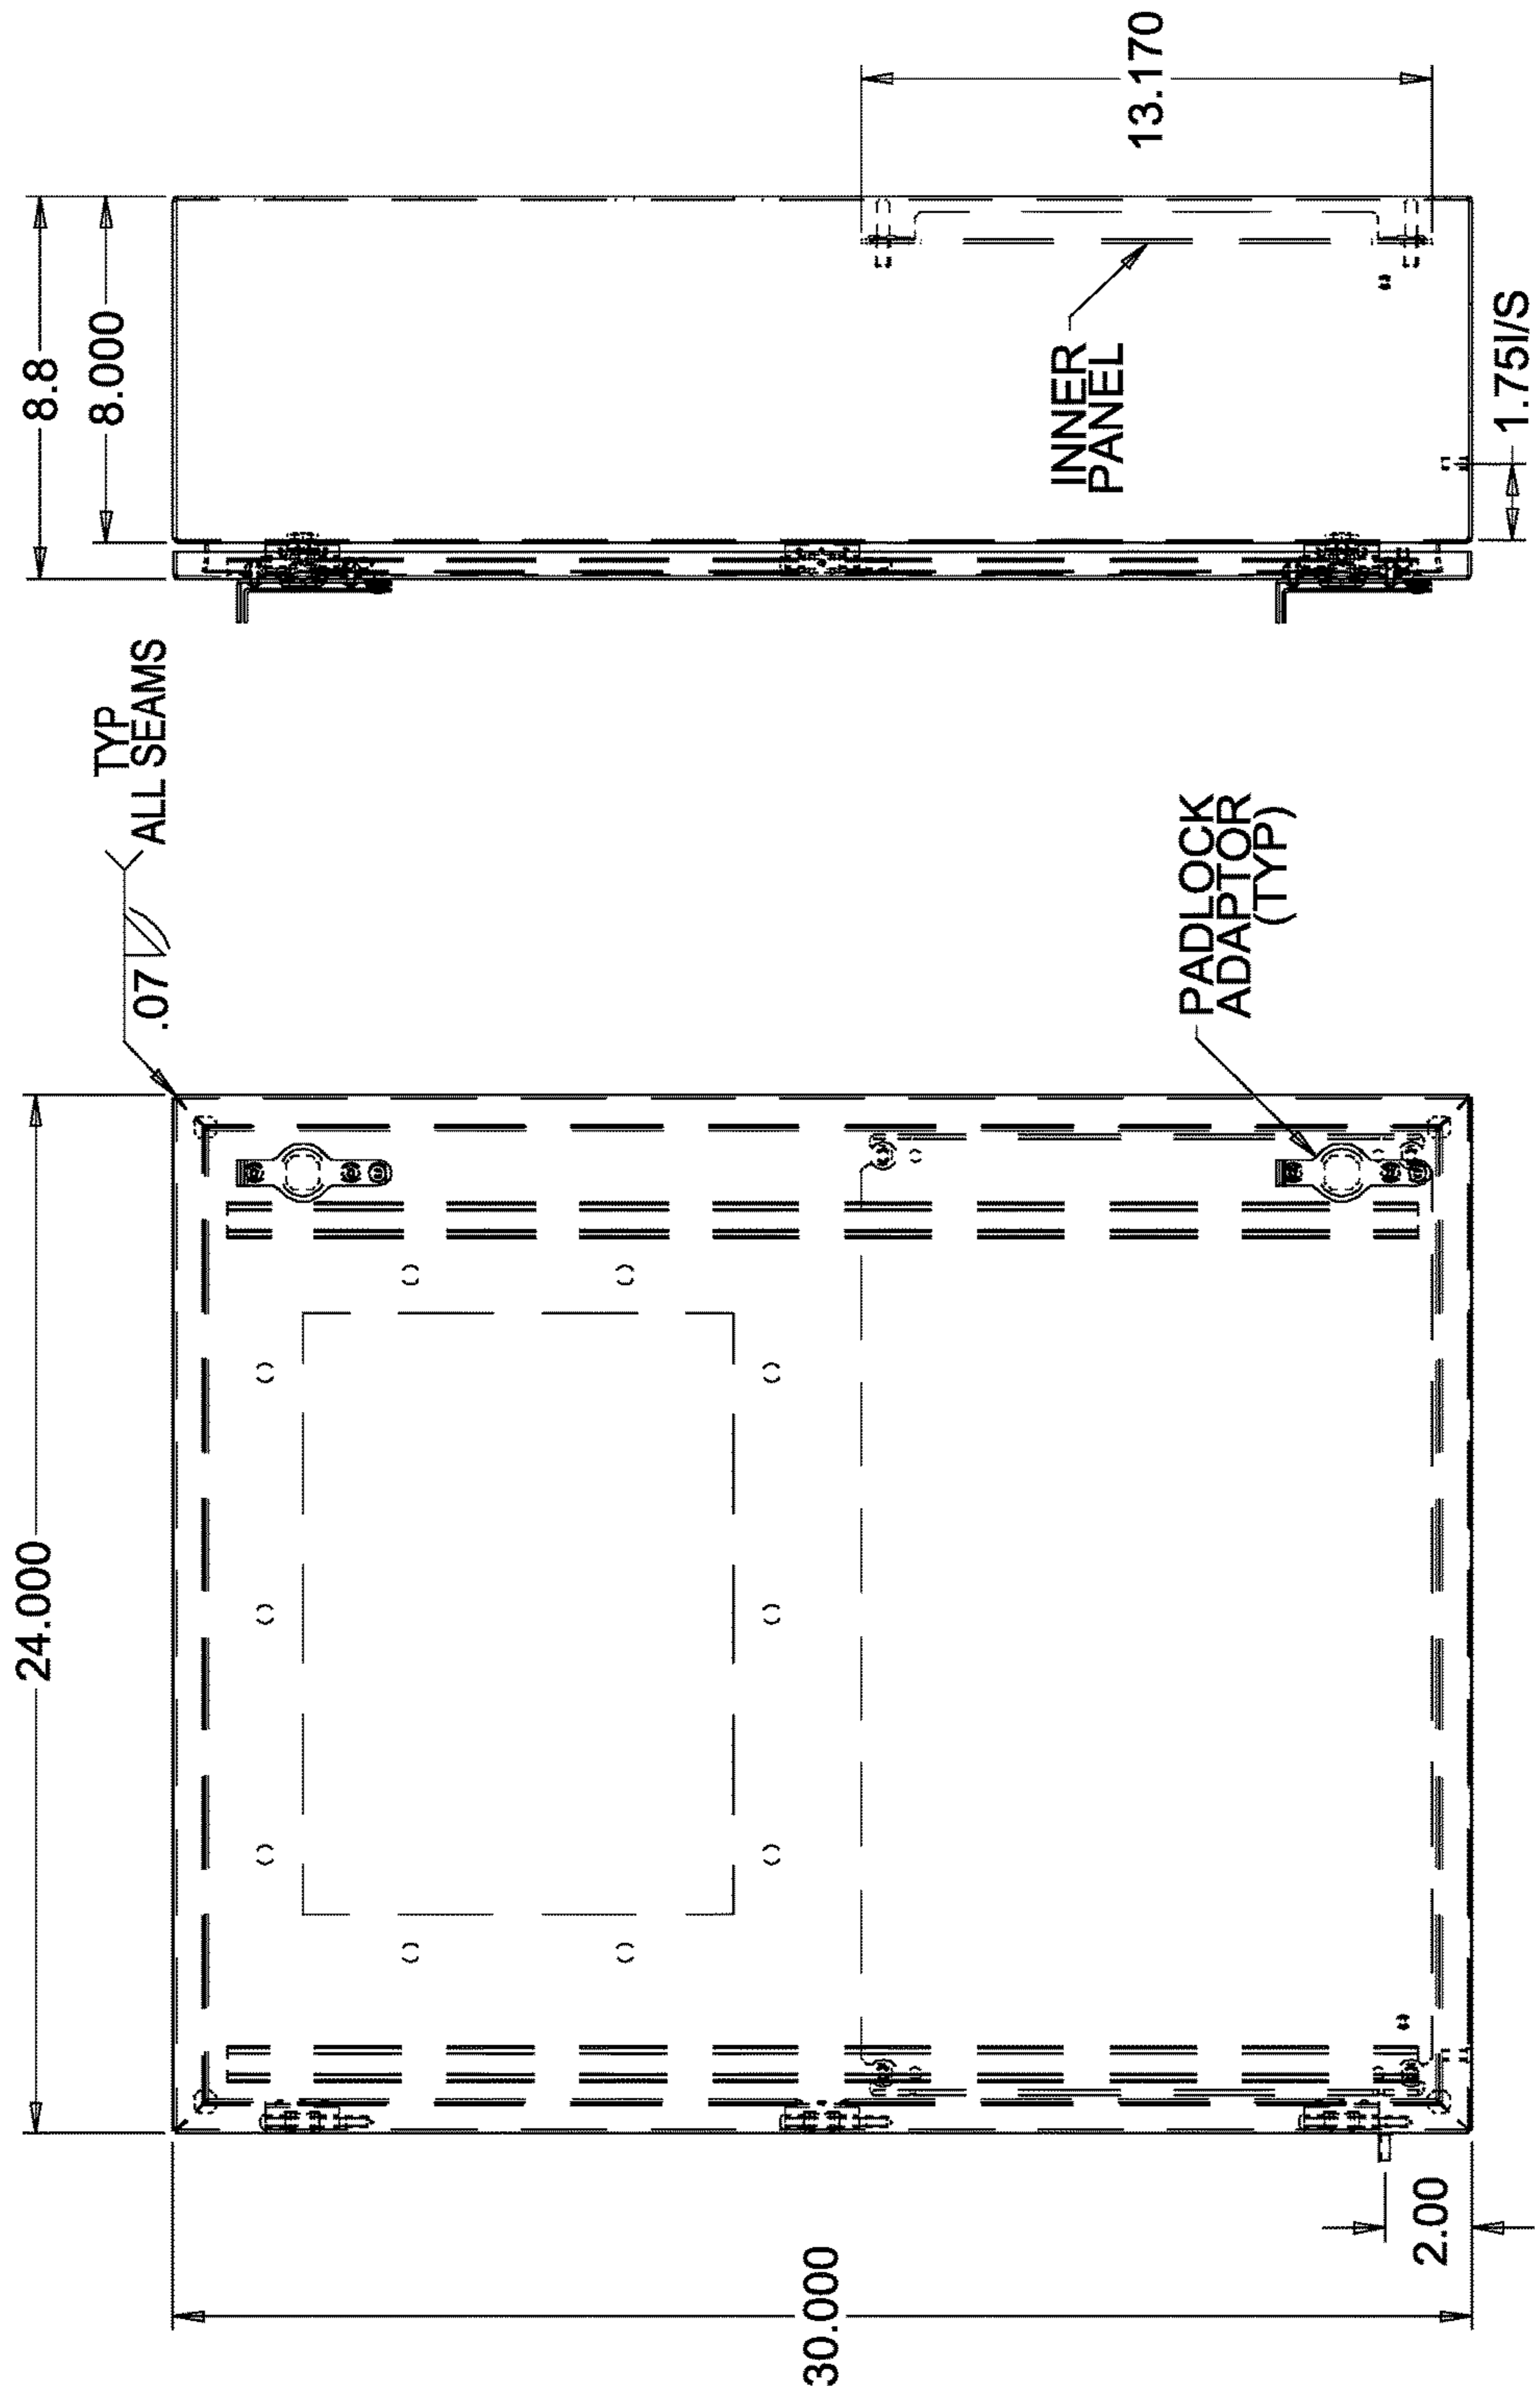 24.000
30.000
2.00
.07
TYP
ALL SEAMS
PADLOCK
ADAPTOR
(TYP)
8.8
8.000
INNER
PANEL
13.170
1.75I/S